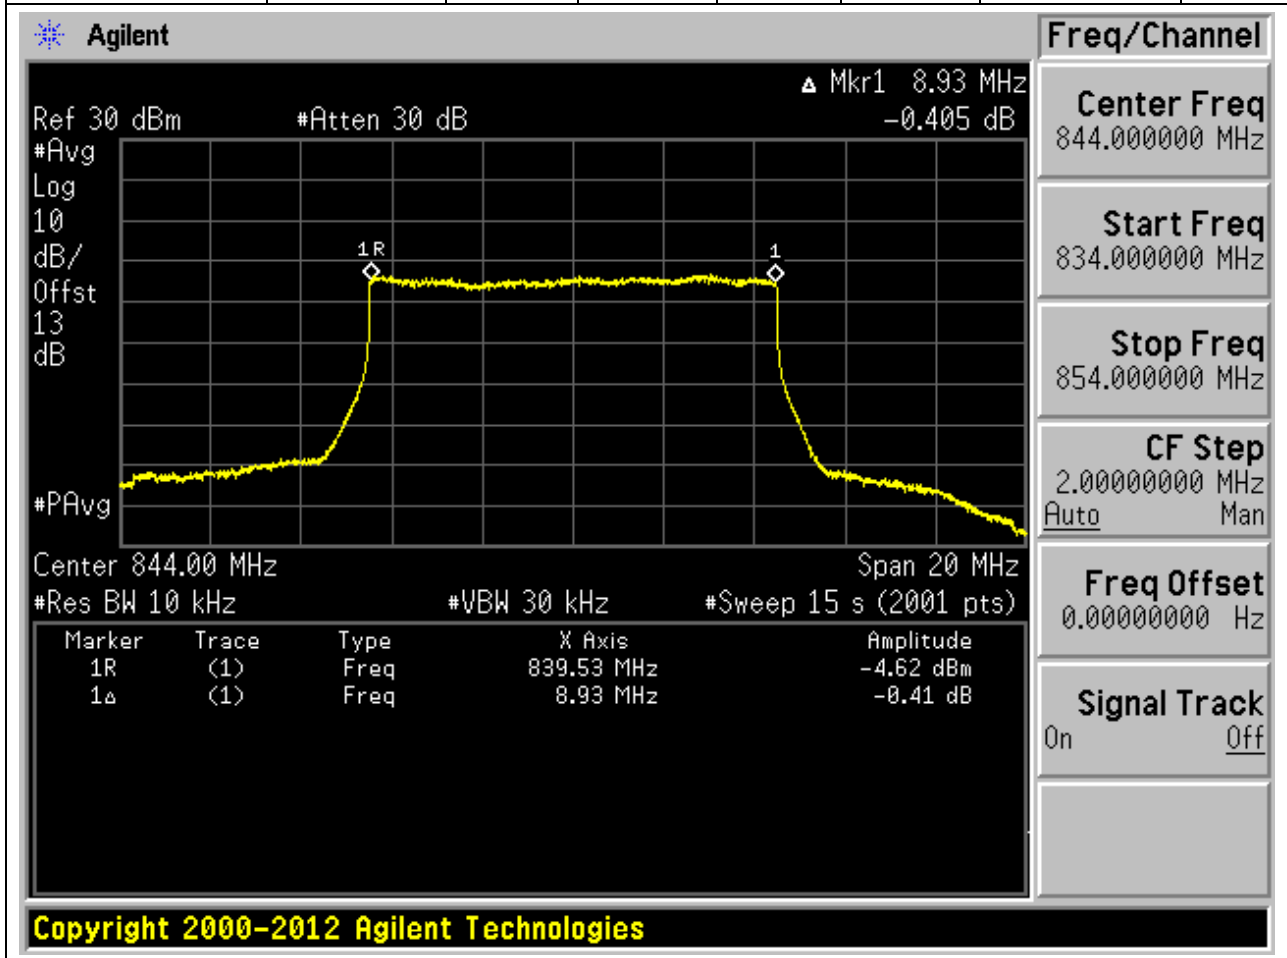 Agilent
Freq/Channel
▵ Mkr1 8.93 MHz
Ref 30 dBm #Atten 30 dB -0.405 dB
#Avg
Log
10
dB/
Offst
13
dB
#PAvg
1R
1
Center 844.00 MHz Span 20 MHz
#Res BW 10 kHz #VBW 30 kHz #Sweep 15 s (2001 pts)
Marker Trace Type X Axis Amplitude
1R (1) Freq 839.53 MHz -4.62 dBm
1▵ (1) Freq 8.93 MHz -0.41 dB
Center Freq
844.000000 MHz
Start Freq
834.000000 MHz
Stop Freq
854.000000 MHz
CF Step
2.00000000 MHz
Auto Man
Freq Offset
0.00000000 Hz
Signal Track
On Off
Copyright 2000-2012 Agilent Technologies